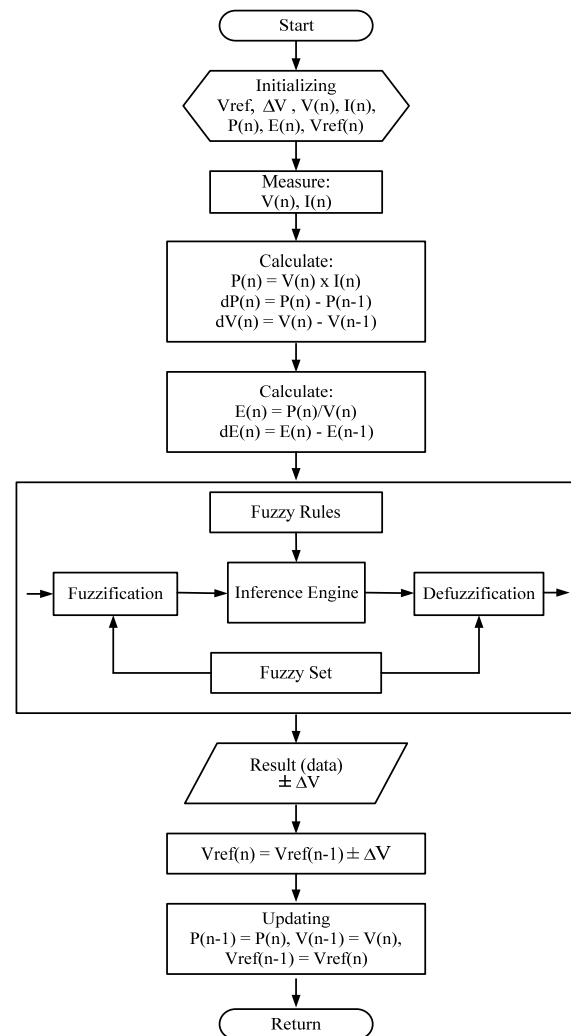 Start
Initializing
Vref, ΔV , V(n), I(n),
P(n), E(n), Vref(n)
Measure:
V(n), I(n)
Calculate:
P(n) = V(n) x I(n)
dP(n) = P(n) - P(n-1)
dV(n) = V(n) - V(n-1)
Calculate:
E(n) = P(n)/V(n)
dE(n) = E(n) - E(n-1)
Fuzzy Rules
Fuzzification
Inference Engine
Defuzzification
Fuzzy Set
Result (data)
± ΔV
Vref(n) = Vref(n-1) ± ΔV
Updating
P(n-1) = P(n), V(n-1) = V(n),
Vref(n-1) = Vref(n)
Return